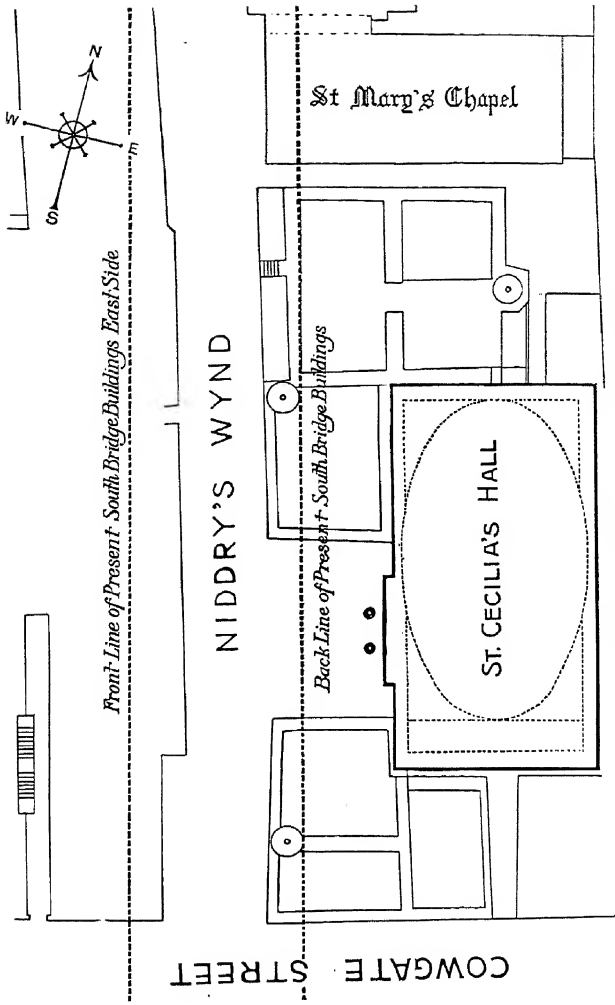 St Mary's Chapel
N
W
E
S
Front Line of Present South Bridge Buildings East Side
NIDDRY'S WYND
Back Line of Present South Bridge Buildings
ST. CECILIA'S HALL
COWGATE STREET